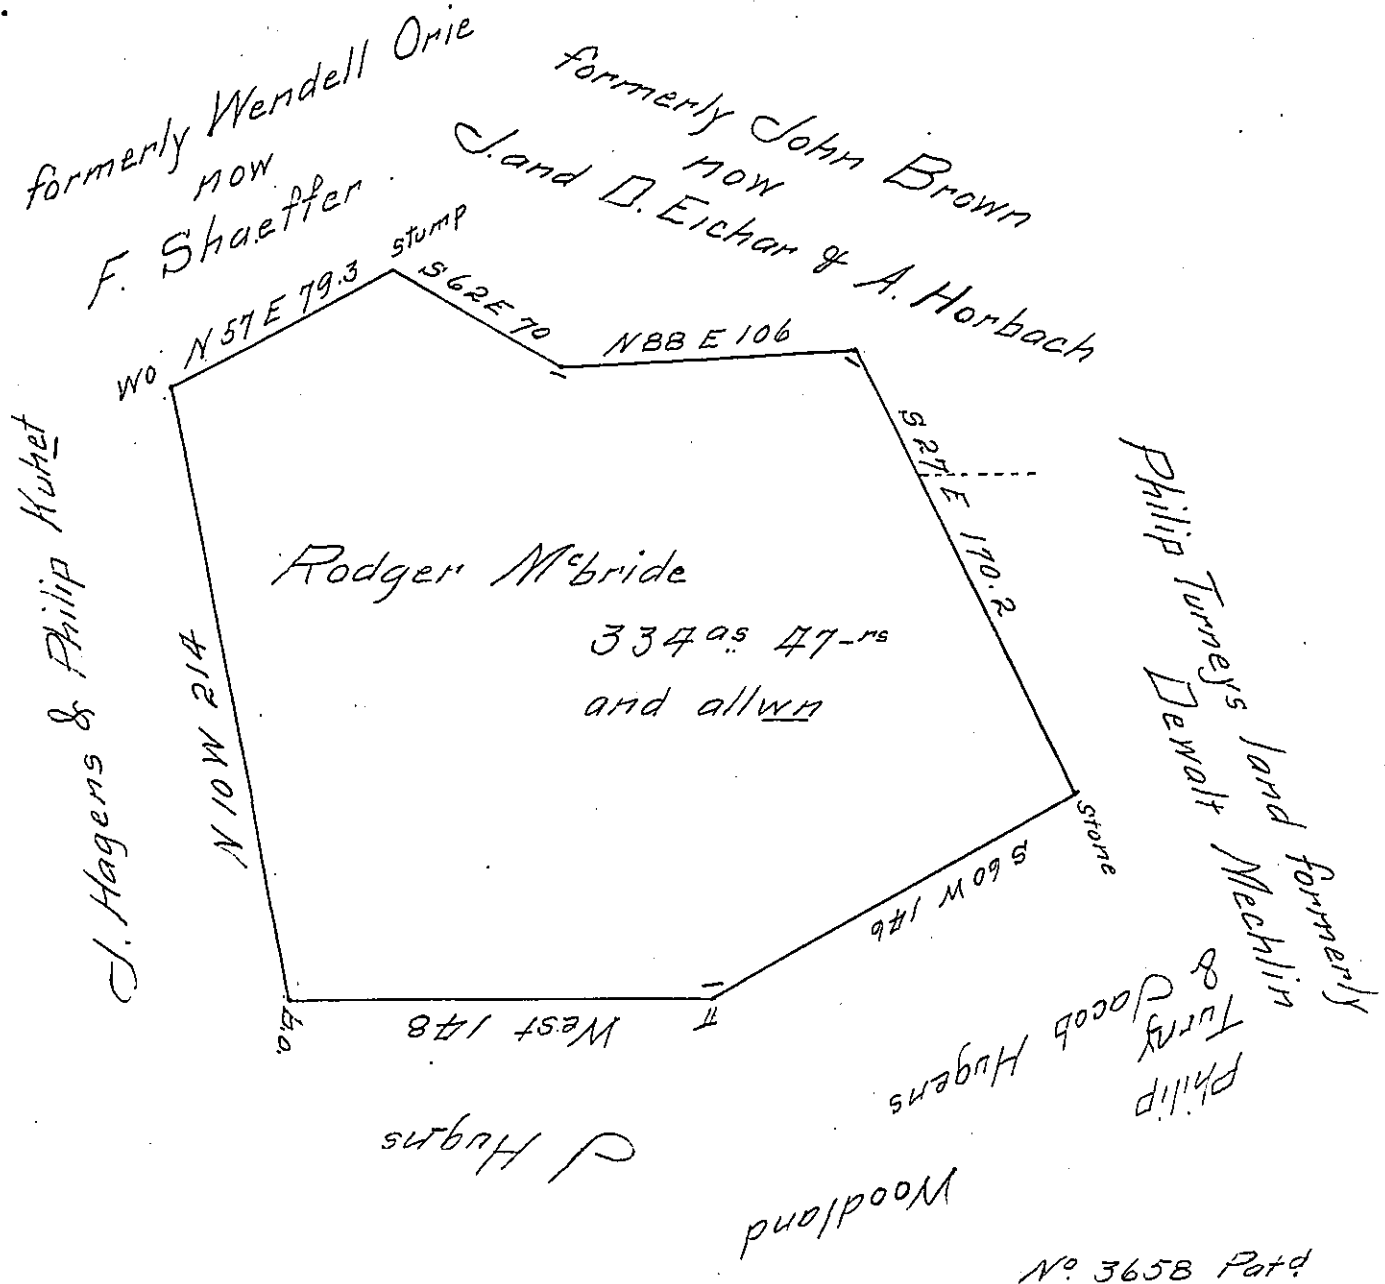 formerly Wendell Orie
now
F. Shaeffer
formerly John Brown
now
J. and D. Eichar & A. Horbach
stump
N 57 E 79.3
S 62 E 70
N 88 E 106
wo
S 27 E 170.2
J. Hagens & Philip Kuhet
N 10 W 214
Rodger McBride
334 as 47-rs
and allwn
Philip Turneys land formerly
Dewalt Mechlin
stone
S 60 W 146
West 148
b.o.
Philip
Turny
& Jacob Hugens
J Hugns
Woodland
No. 3658 Patd